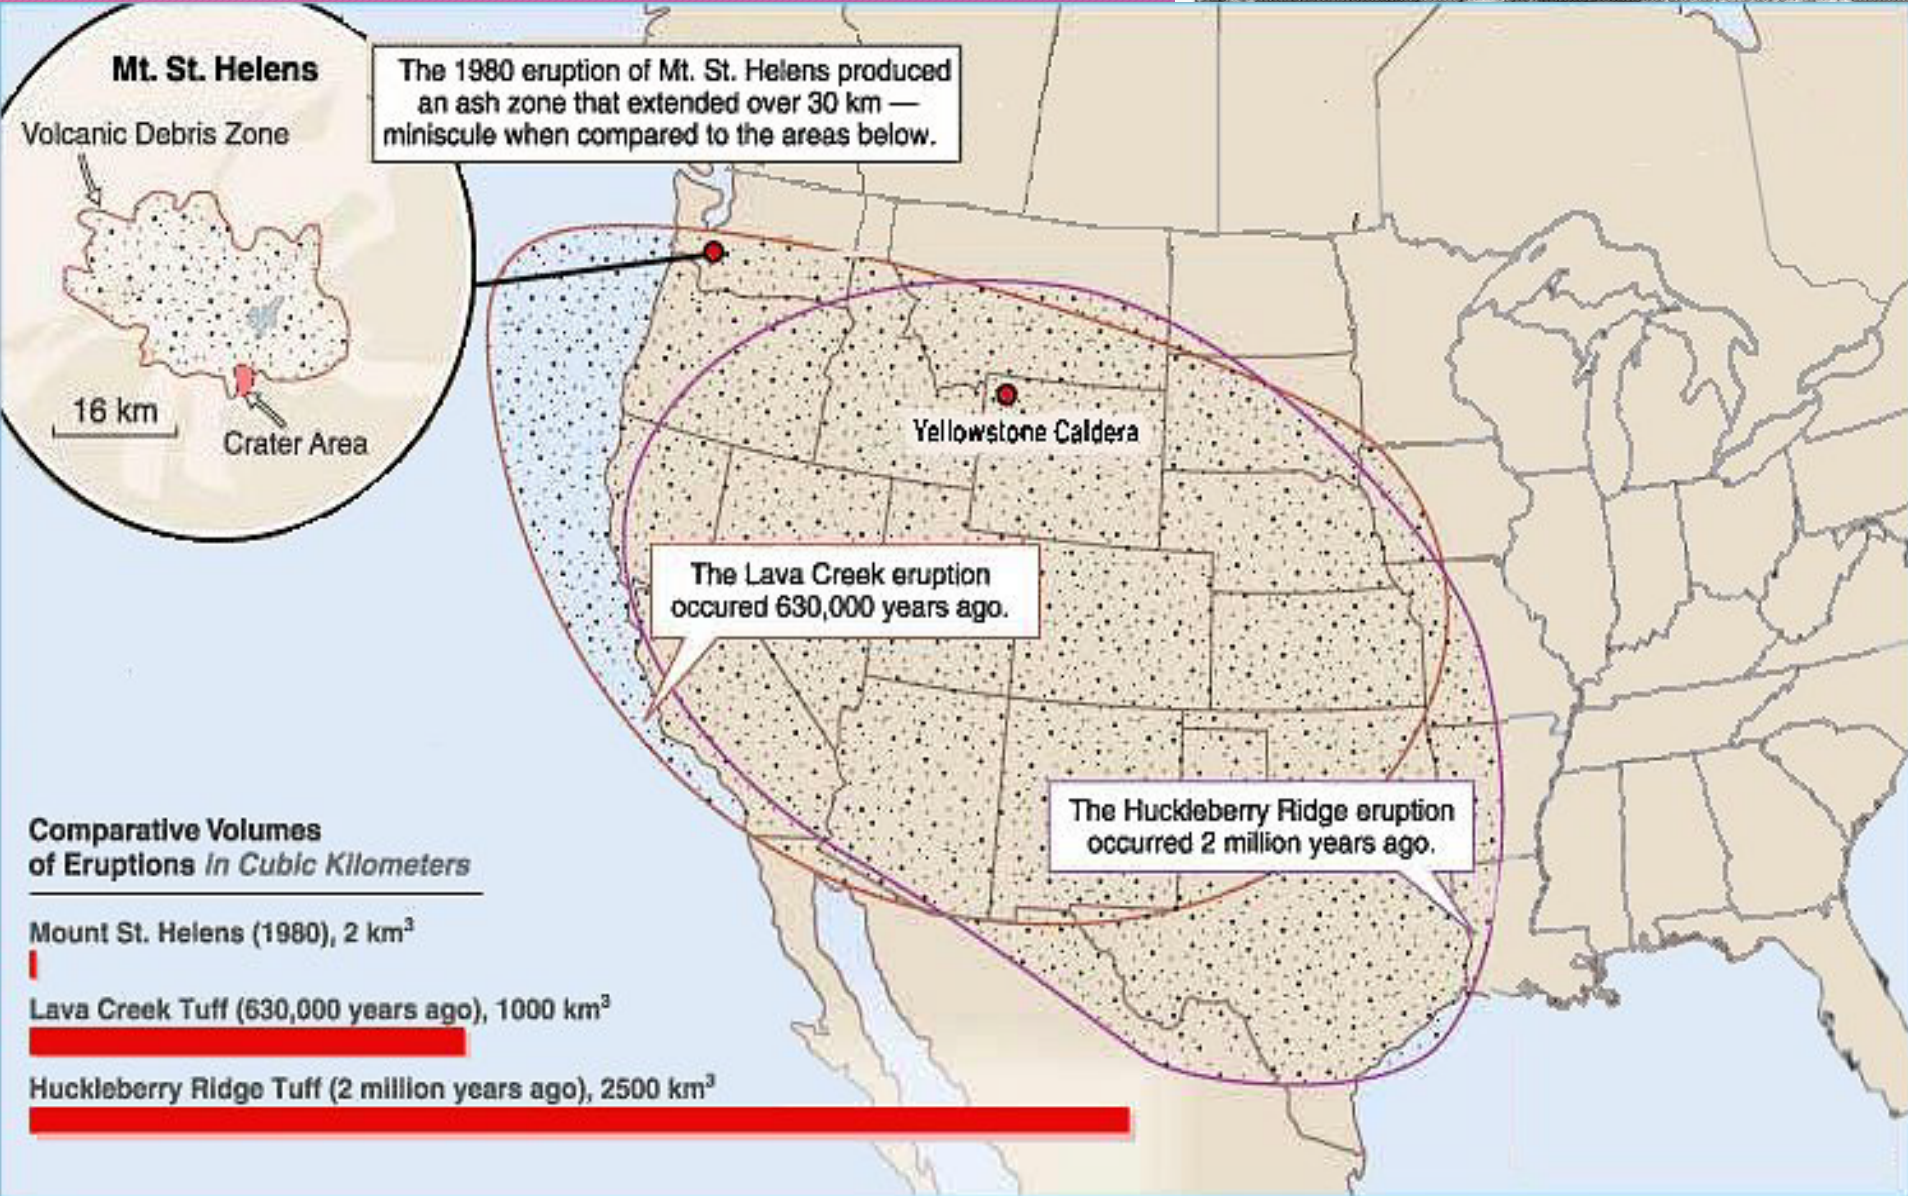 Mt. St. Helens
Volcanic Debris Zone
16 km
Crater Area
The 1980 eruption of Mt. St. Helens produced
an ash zone that extended over 30 km —
miniscule when compared to the areas below.
Yellowstone Caldera
The Lava Creek eruption
occured 630,000 years ago.
The Huckleberry Ridge eruption
occurred 2 million years ago.
Comparative Volumes
of Eruptions In Cubic Kilometers
Mount St. Helens (1980), 2 km³
Lava Creek Tuff (630,000 years ago), 1000 km³
Huckleberry Ridge Tuff (2 million years ago), 2500 km³